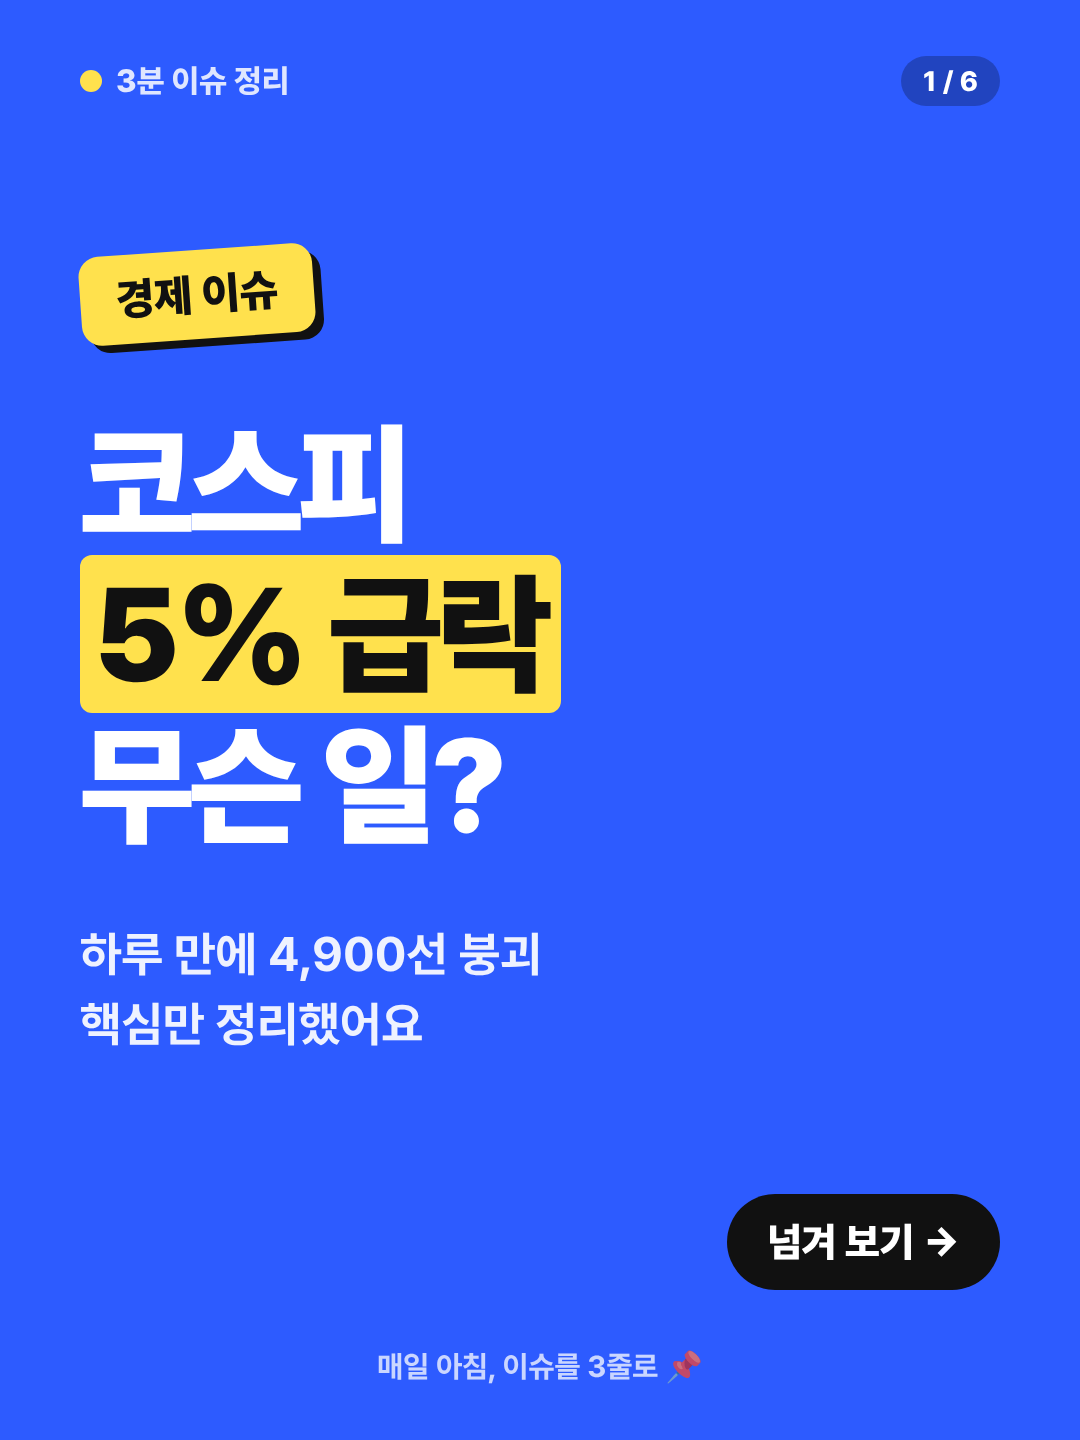 3분 이슈 정리
1 / 6
경제 이슈
코스피
5% 급락
무슨 일?
하루 만에 4,900선 붕괴
핵심만 정리했어요
넘겨 보기 →
매일 아침, 이슈를 3줄로 📌